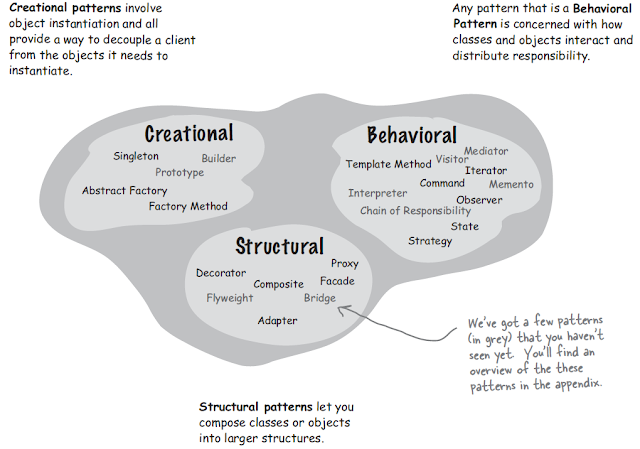 Creational patterns involve
object instantiation and all
provide a way to decouple a client
from the objects it needs to
instantiate.
Any pattern that is a Behavioral
Pattern is concerned with how
classes and objects interact and
distribute responsibility.
Creational
Singleton
Builder
Prototype
Abstract Factory
Factory Method
Behavioral
Mediator
Template Method
Visitor
Iterator
Command
Memento
Interpreter
Observer
Chain of Responsibility
State
Strategy
Structural
Proxy
Decorator
Composite
Facade
Flyweight
Bridge
Adapter
We've got a few patterns
(in grey) that you haven't
seen yet. You'll find an
overview of the these
patterns in the appendix.
Structural patterns let you
compose classes or objects
into larger structures.